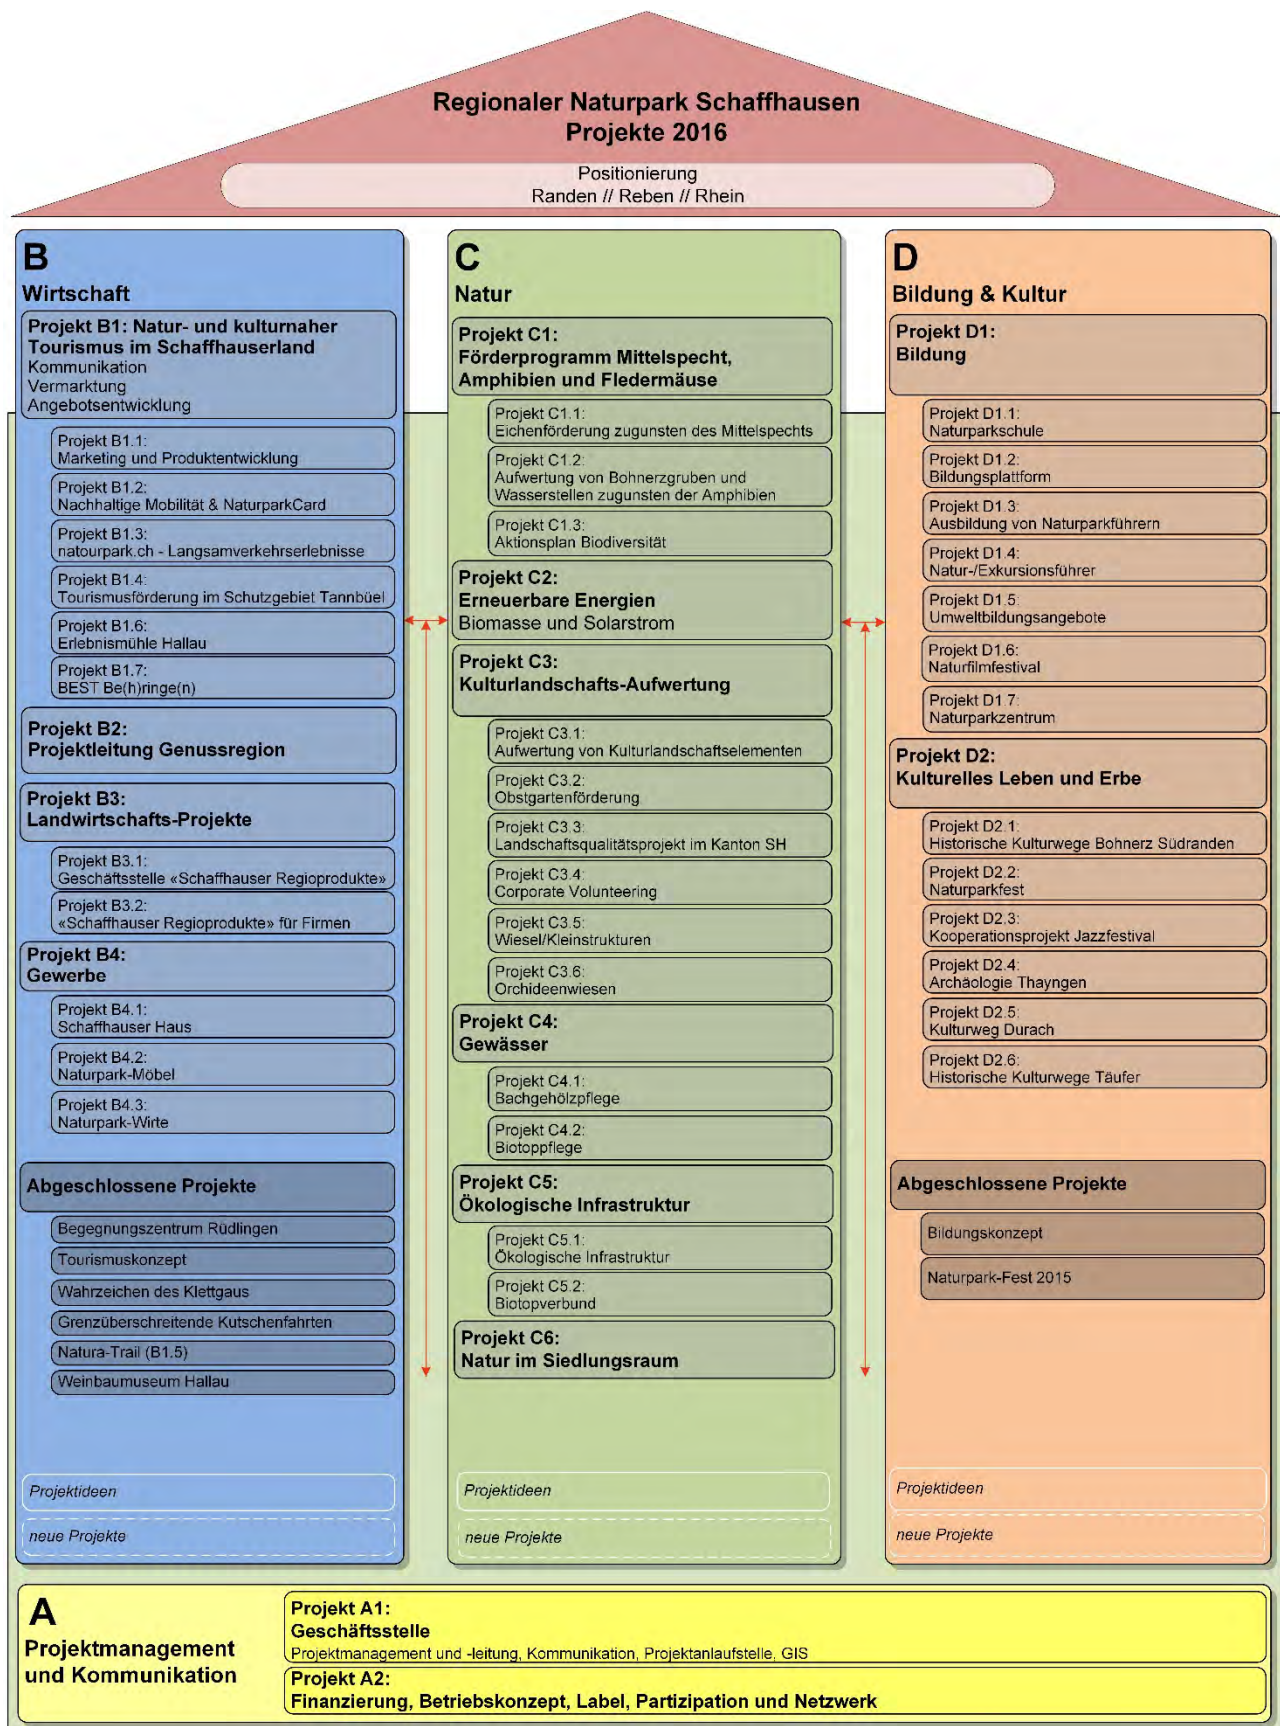 Regionaler Naturpark Schaffhausen
Projekte 2016
Positionierung
Randen // Reben // Rhein
B
Wirtschaft
Projekt B1: Natur- und kulturnaher
Tourismus im Schaffhauserland
Kommunikation
Vermarktung
Angebotsentwicklung
Projekt B1.1:
Marketing und Produktentwicklung
Projekt B1.2:
Nachhaltige Mobilität & NaturparkCard
Projekt B1.3:
natourpark.ch - Langsamverkehrserlebnisse
Projekt B1.4:
Tourismusförderung im Schutzgebiet Tannbüel
Projekt B1.6:
Erlebnismühle Hallau
Projekt B1.7:
BEST Be(h)ringe(n)
Projekt B2:
Projektleitung Genussregion
Projekt B3:
Landwirtschafts-Projekte
Projekt B3.1:
Geschäftsstelle «Schaffhauser Regioprodukte»
Projekt B3.2:
«Schaffhauser Regioprodukte» für Firmen
Projekt B4:
Gewerbe
Projekt B4.1:
Schaffhauser Haus
Projekt B4.2:
Naturpark-Möbel
Projekt B4.3:
Naturpark-Wirte
Abgeschlossene Projekte
Begegnungszentrum Rüdlingen
Tourismuskonzept
Wahrzeichen des Klettgaus
Grenzüberschreitende Kutschenfahrten
Natura-Trail (B1.5)
Weinbaumuseum Hallau
Projektideen
neue Projekte
C
Natur
Projekt C1:
Förderprogramm Mittelspecht,
Amphibien und Fledermäuse
Projekt C1.1:
Eichenförderung zugunsten des Mittelspechts
Projekt C1.2:
Aufwertung von Bohnerzgruben und
Wasserstellen zugunsten der Amphibien
Projekt C1.3:
Aktionsplan Biodiversität
Projekt C2:
Erneuerbare Energien
Biomasse und Solarstrom
Projekt C3:
Kulturlandschafts-Aufwertung
Projekt C3.1:
Aufwertung von Kulturlandschaftselementen
Projekt C3.2:
Obstgartenförderung
Projekt C3.3:
Landschaftsqualitätsprojekt im Kanton SH
Projekt C3.4:
Corporate Volunteering
Projekt C3.5:
Wiesel/Kleinstrukturen
Projekt C3.6:
Orchideenwiesen
Projekt C4:
Gewässer
Projekt C4.1:
Bachgehölzpflege
Projekt C4.2:
Biotoppflege
Projekt C5:
Ökologische Infrastruktur
Projekt C5.1:
Ökologische Infrastruktur
Projekt C5.2:
Biotopverbund
Projekt C6:
Natur im Siedlungsraum
Projektideen
neue Projekte
D
Bildung & Kultur
Projekt D1:
Bildung
Projekt D1.1:
Naturparkschule
Projekt D1.2:
Bildungsplattform
Projekt D1.3:
Ausbildung von Naturparkführern
Projekt D1.4:
Natur-/Exkursionsführer
Projekt D1.5:
Umweltbildungsangebote
Projekt D1.6:
Naturfilmfestival
Projekt D1.7:
Naturparkzentrum
Projekt D2:
Kulturelles Leben und Erbe
Projekt D2.1:
Historische Kulturwege Bohnerz Südranden
Projekt D2.2:
Naturparkfest
Projekt D2.3:
Kooperationsprojekt Jazzfestival
Projekt D2.4:
Archäologie Thayngen
Projekt D2.5:
Kulturweg Durach
Projekt D2.6:
Historische Kulturwege Täufer
Abgeschlossene Projekte
Bildungskonzept
Naturpark-Fest 2015
Projektideen
neue Projekte
A
Projektmanagement
und Kommunikation
Projekt A1:
Geschäftsstelle
Projektmanagement und -leitung, Kommunikation, Projektanlaufstelle, GIS
Projekt A2:
Finanzierung, Betriebskonzept, Label, Partizipation und Netzwerk